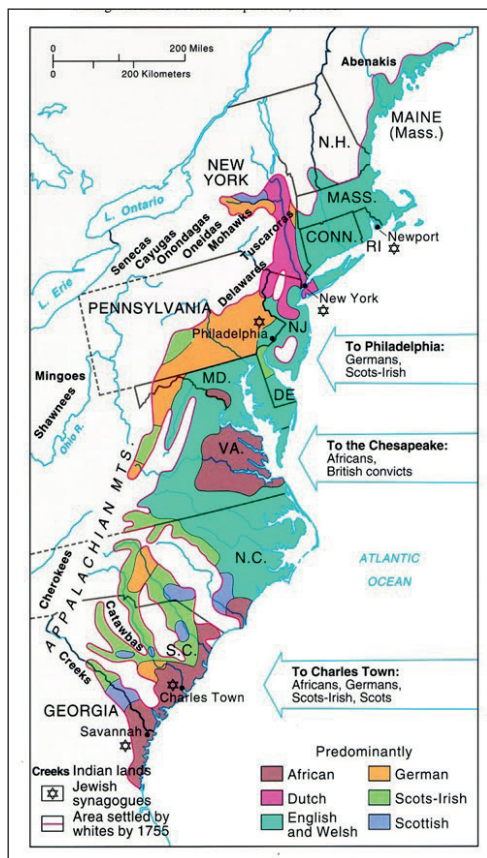 0
200 Miles
0
200 Kilometers
Abenakis
MAINE
(Mass.)
N.H.
NEW
YORK
L. Ontario
MASS.
Senecas
Cayugas
Onondagas
Oneidas
Mohawks
Tuscaroras
CONN.
RI
Newport
L. Erie
Delawares
New York
PENNSYLVANIA
NJ
Philadelphia
To Philadelphia:
Germans,
Scots-Irish
Mingoes
Shawnees
MD.
DE
Ohio R.
To the Chesapeake:
Africans,
British convicts
VA.
APPALACHIAN MTS.
N.C.
Cherokees
ATLANTIC
OCEAN
Catawbas
S.C.
Creeks
To Charles Town:
Africans, Germans,
Scots-Irish, Scots
Charles Town
GEORGIA
Savannah
Creeks Indian lands
Jewish
synagogues
Area settled by
whites by 1755
Predominantly
African
Dutch
English
and Welsh
German
Scots-Irish
Scottish